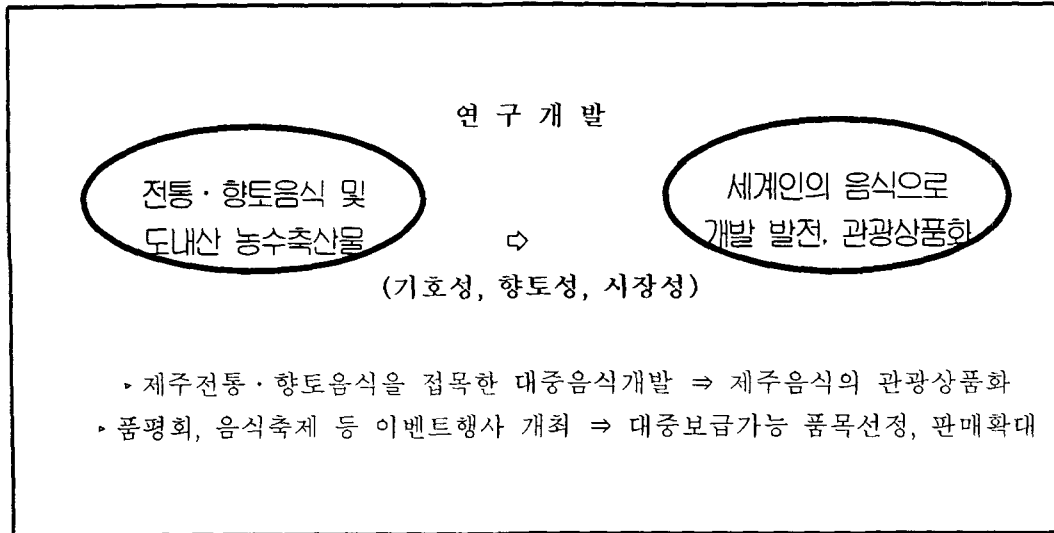 연 구 개 발
전통 · 향토음식 및
도내산 농수축산물
⇨
세계인의 음식으로
개발 발전, 관광상품화
(기호성, 향토성, 시장성)
▸ 제주전통 · 향토음식을 접목한 대중음식개발 ⇒ 제주음식의 관광상품화
▸ 품평회, 음식축제 등 이벤트행사 개최 ⇒ 대중보급가능 품목선정, 판매확대